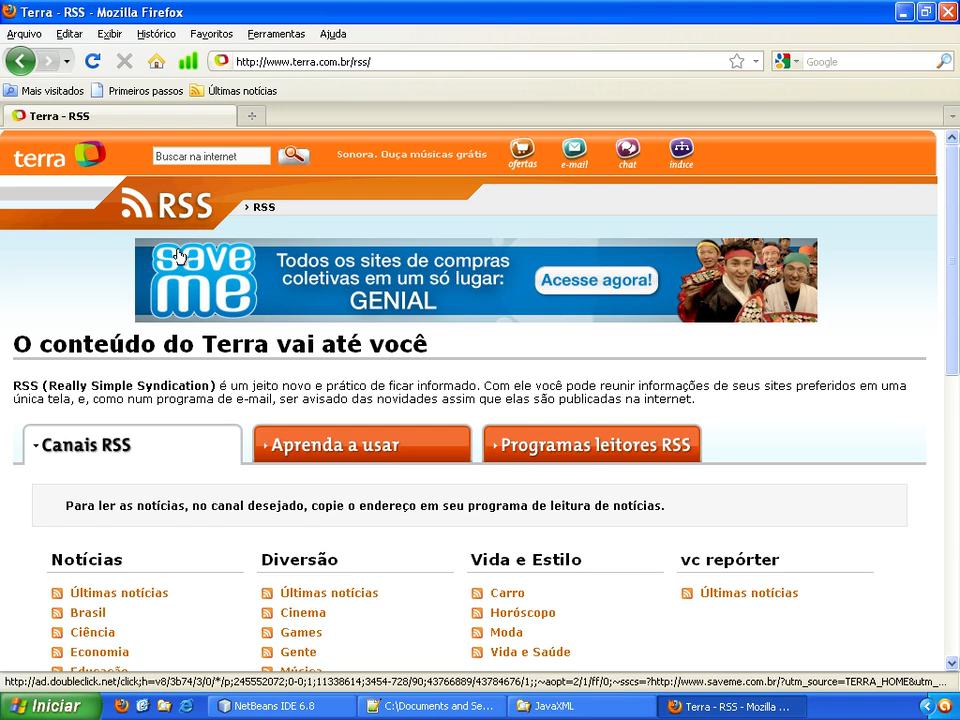 Terra - RSS - Mozilla Firefox
Arquivo Editar Exibir Histórico Favoritos Ferramentas Ajuda
http://www.terra.com.br/rss/
Google
Mais visitados Primeiros passos Últimas notícias
Terra - RSS
terra
Buscar na internet
Sonora. Ouça músicas grátis
ofertas e-mail chat índice
RSS
› RSS
save me
Todos os sites de compras
coletivas em um só lugar:
GENIAL
Acesse agora!
O conteúdo do Terra vai até você
RSS (Really Simple Syndication) é um jeito novo e prático de ficar informado. Com ele você pode reunir informações de seus sites preferidos em uma
única tela, e, como num programa de e-mail, ser avisado das novidades assim que elas são publicadas na internet.
Canais RSS Aprenda a usar Programas leitores RSS
Para ler as notícias, no canal desejado, copie o endereço em seu programa de leitura de notícias.
Notícias Diversão Vida e Estilo vc repórter
Últimas notícias Últimas notícias Carro Últimas notícias
Brasil Cinema Horóscopo
Ciência Games Moda
Economia Gente Vida e Saúde
Educação Música
http://ad.doubleclick.net/click;h=v8/3b74/3/0/*/p;245552072;0-0;1;11338614;3454-728/90;43766889/43784676/1;;~aopt=2/1/ff/0;~sscs=?http://www.saveme.com.br/?utm_source=TERRA_HOME&utm_...
Iniciar NetBeans IDE 6.8 C:\Documents and Se... JavaXML Terra - RSS - Mozilla ...